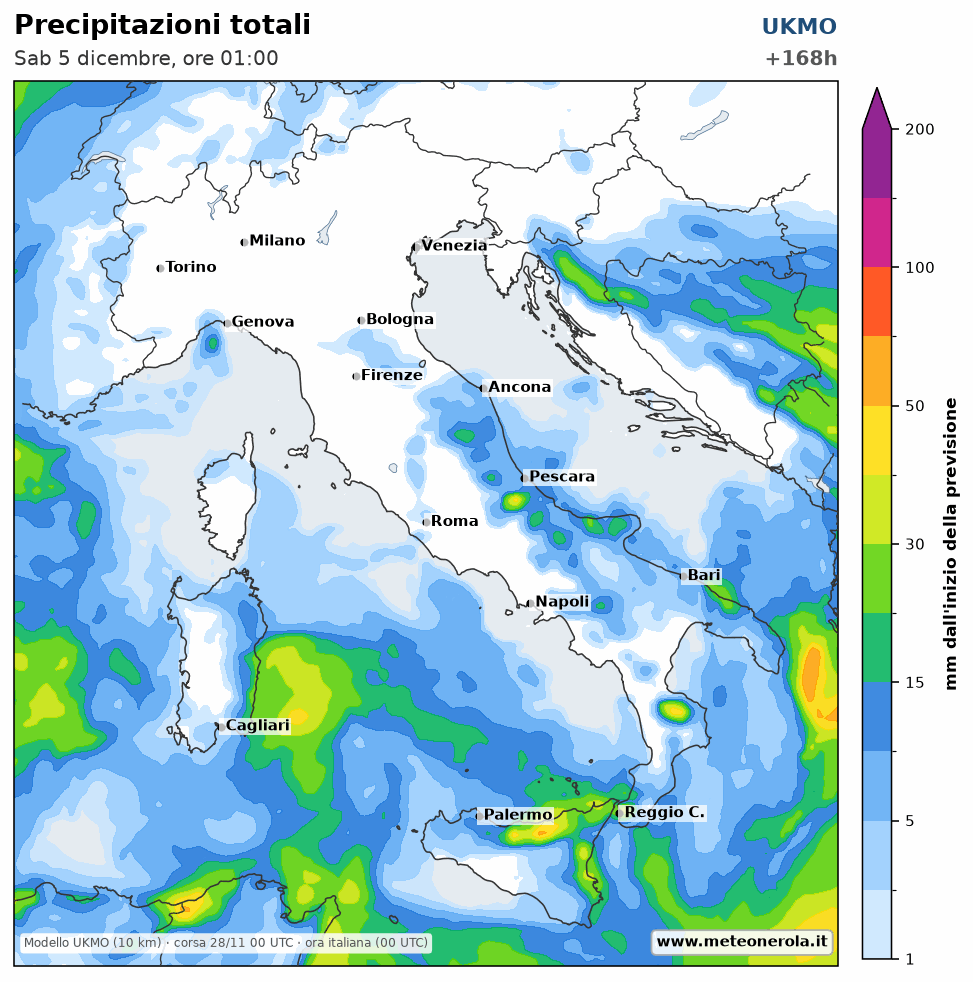 Precipitazioni totali
UKMO
Sab 5 dicembre, ore 01:00
+168h
Milano
Venezia
Torino
Genova
Bologna
Firenze
Ancona
Pescara
Roma
Bari
Napoli
Cagliari
Palermo
Reggio C.
200
100
50
30
15
5
1
mm dall'inizio della previsione
Modello UKMO (10 km) · corsa 28/11 00 UTC · ora italiana (00 UTC)
www.meteonerola.it